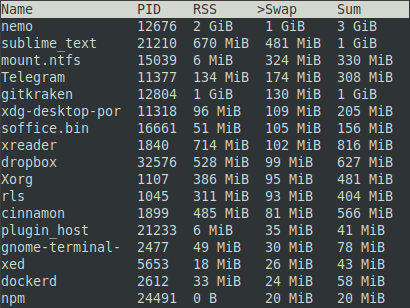 Name PID RSS >Swap Sum
nemo 12676 2 GiB 1 GiB 3 GiB
sublime_text 21210 670 MiB 481 MiB 1 GiB
mount.ntfs 15039 6 MiB 324 MiB 330 MiB
Telegram 11377 134 MiB 174 MiB 308 MiB
gitkraken 12804 1 GiB 130 MiB 1 GiB
xdg-desktop-por 11318 96 MiB 109 MiB 205 MiB
soffice.bin 16661 51 MiB 105 MiB 156 MiB
xreader 1840 714 MiB 102 MiB 816 MiB
dropbox 32576 528 MiB 99 MiB 627 MiB
Xorg 1107 386 MiB 95 MiB 481 MiB
rls 1045 311 MiB 93 MiB 404 MiB
cinnamon 1899 485 MiB 81 MiB 566 MiB
plugin_host 21233 6 MiB 35 MiB 41 MiB
gnome-terminal- 2477 49 MiB 30 MiB 78 MiB
xed 5653 18 MiB 26 MiB 43 MiB
dockerd 2612 33 MiB 24 MiB 58 MiB
npm 24491 0 B 20 MiB 20 MiB